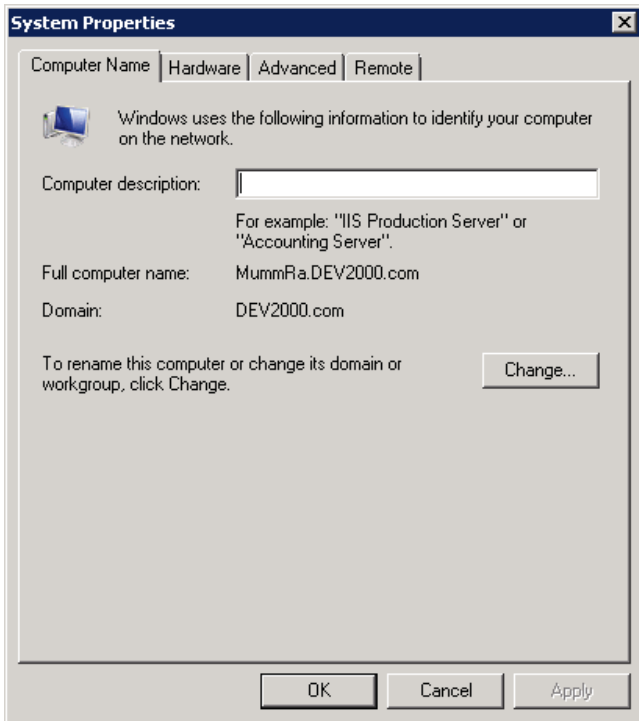 System Properties
Computer Name
Hardware
Advanced
Remote
Windows uses the following information to identify your computer
on the network.
Computer description:
For example: "IIS Production Server" or
"Accounting Server".
Full computer name:
MummRa.DEV2000.com
Domain:
DEV2000.com
To rename this computer or change its domain or
workgroup, click Change.
Change...
OK
Cancel
Apply